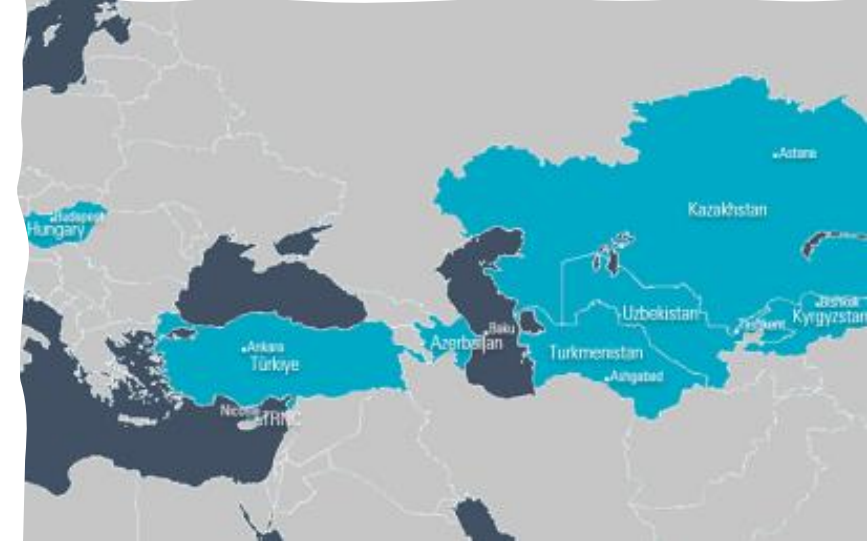 Astana
Kazakhstan
Budapest
Hungary
Bishkek
Kyrgyzstan
Uzbekistan
Tashkent
Baku
Azerbaijan
Turkmenistan
Ashgabad
Ankara
Türkiye
Nicosia
TRNC